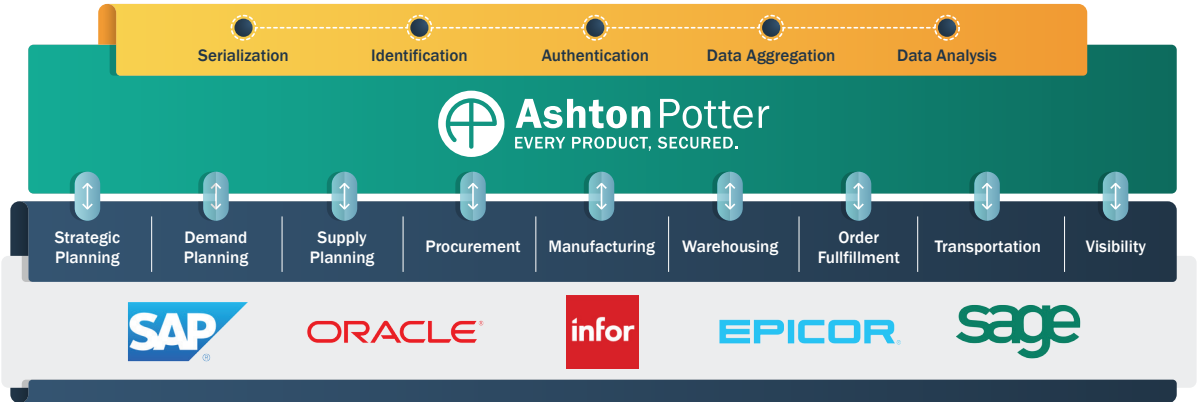 Serialization
Identification
Authentication
Data Aggregation
Data Analysis
AshtonPotter
EVERY PRODUCT, SECURED.
Strategic
Planning
Demand
Planning
Supply
Planning
Procurement
Manufacturing
Warehousing
Order
Fullfillment
Transportation
Visibility
SAP®
ORACLE®
infor
EPICOR®
sage